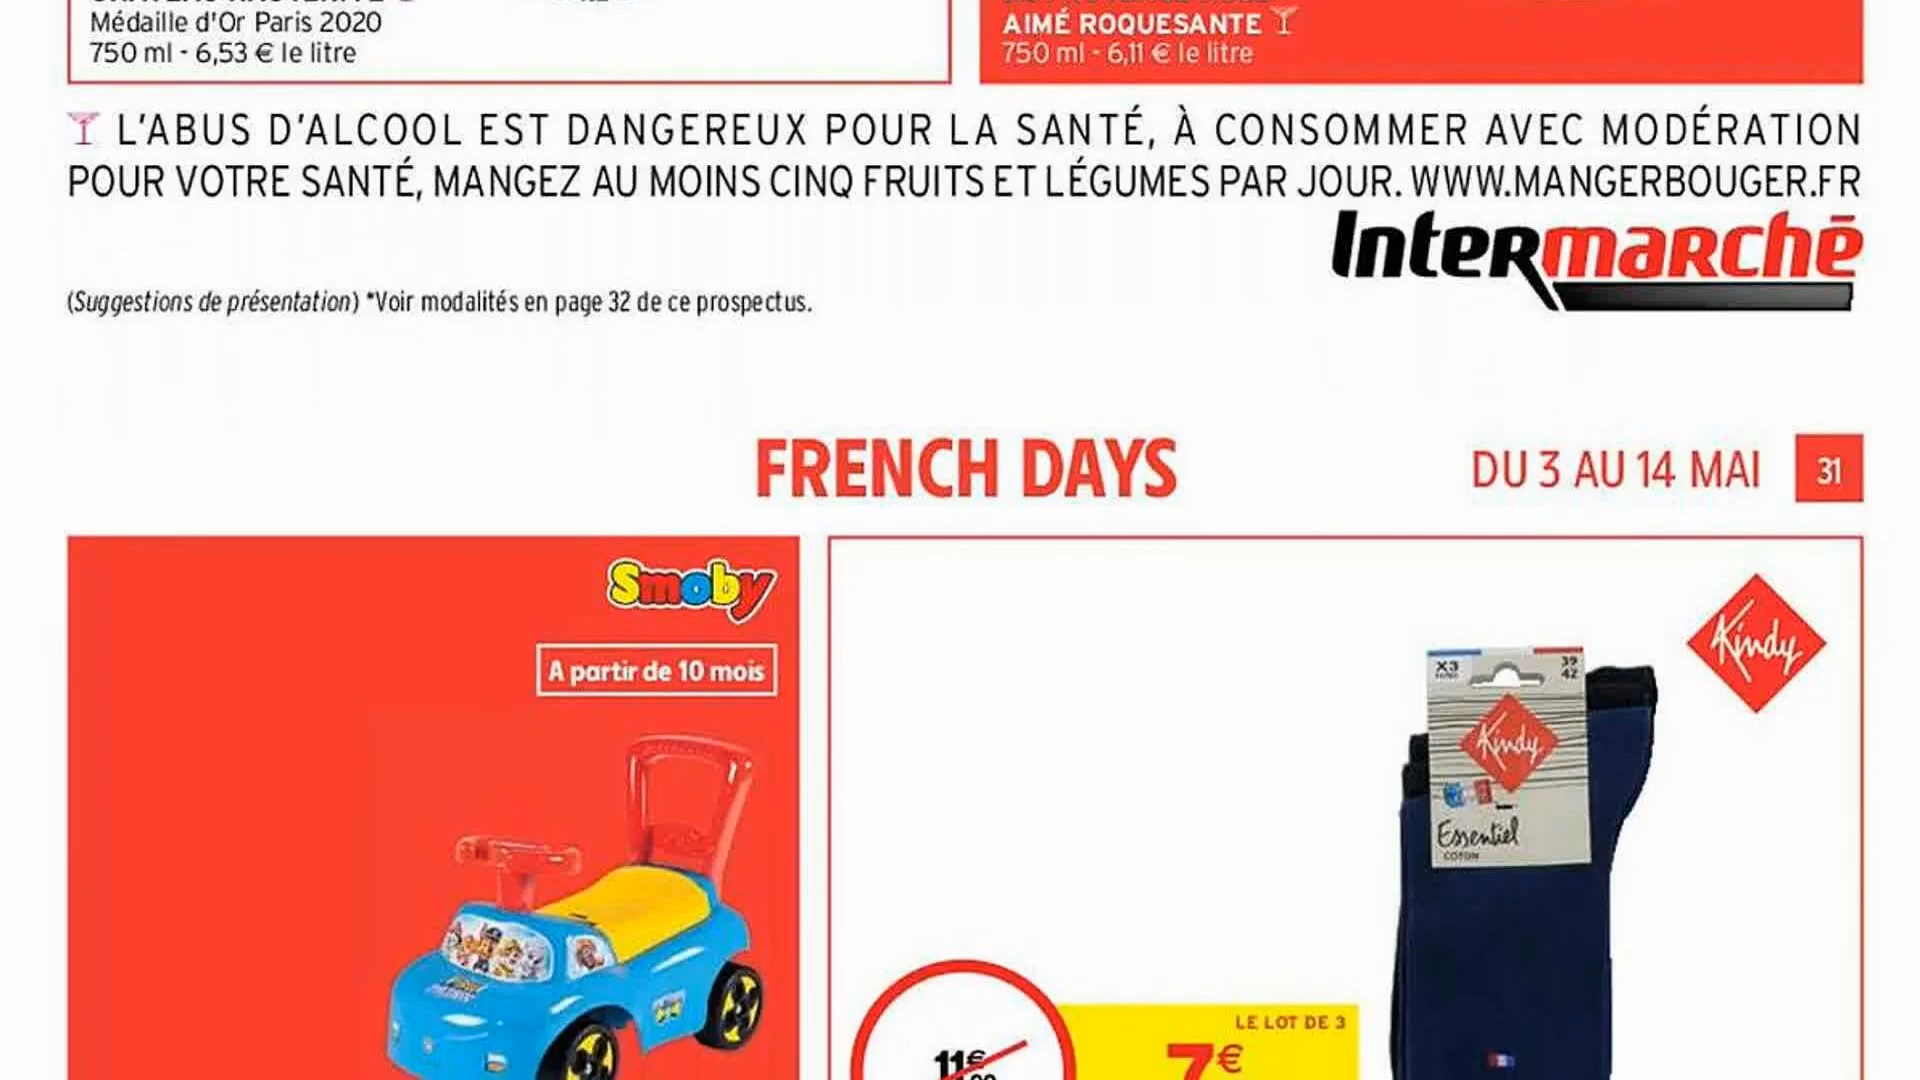 Médaille d'Or Paris 2020
750 ml - 6,53 € le litre
AIMÉ ROQUESANTE
750 ml - 6,11 € le litre
L'ABUS D'ALCOOL EST DANGEREUX POUR LA SANTÉ, À CONSOMMER AVEC MODÉRATION
POUR VOTRE SANTÉ, MANGEZ AU MOINS CINQ FRUITS ET LÉGUMES PAR JOUR. WWW.MANGERBOUGER.FR
Intermarchē
(Suggestions de présentation) *Voir modalités en page 32 de ce prospectus.
FRENCH DAYS
DU 3 AU 14 MAI
31
Smoby
A partir de 10 mois
Kindy
X3
39
42
Kindy
Essentiel
COTON
LE LOT DE 3
11€
7€